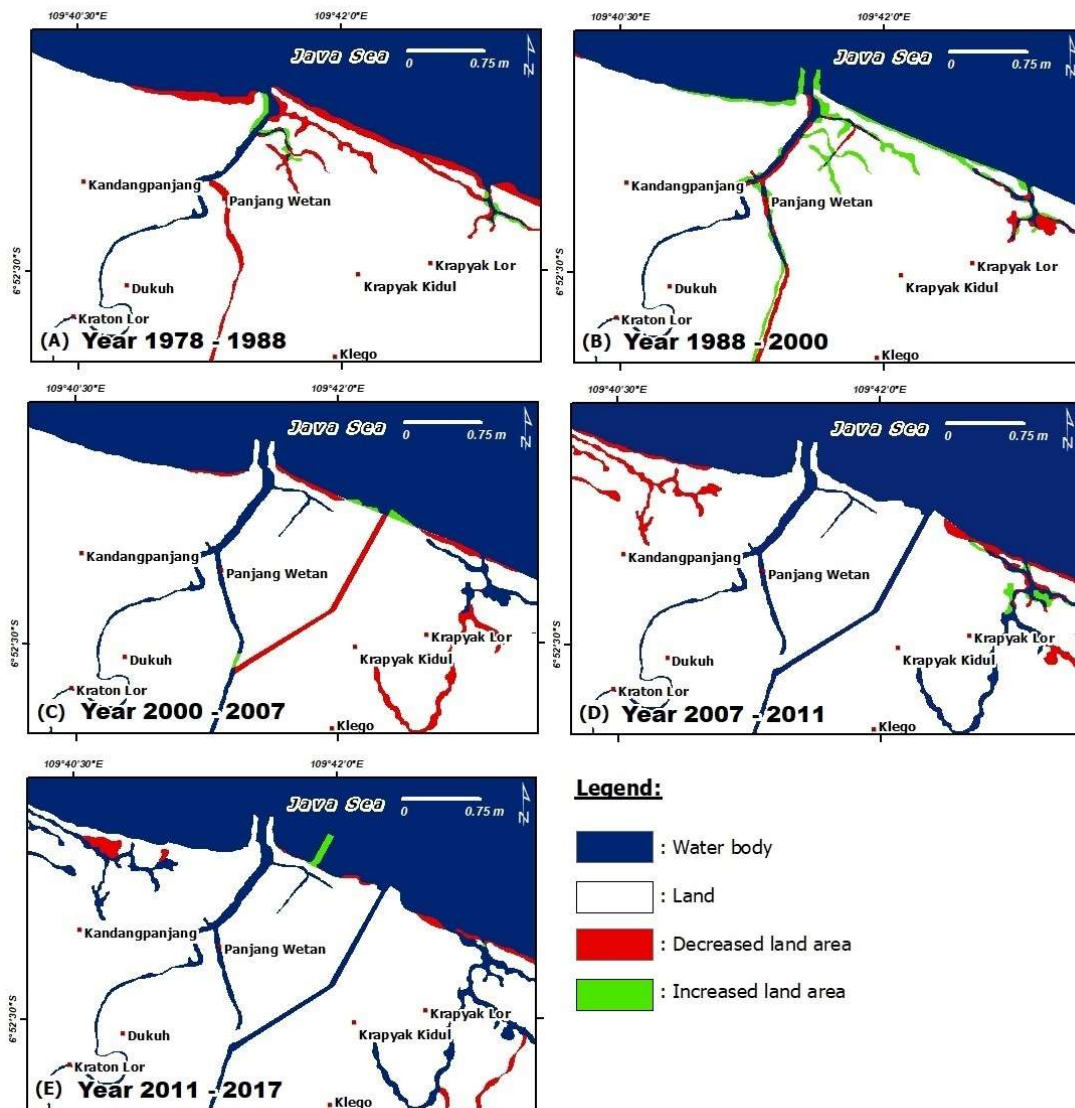 109°40'30"E 109°42'0"E 109°40'30"E 109°42'0"E
Java Sea
0 0.75 m
N
Kandangpanjang
Panjang Wetan
6°52'30"S
Krapyak Lor
Dukuh
Krapyak Kidul
Kraton Lor
(A) Year 1978 - 1988
Klego
Java Sea
0 0.75 m
N
Kandangpanjang
Panjang Wetan
6°52'30"S
Krapyak Lor
Dukuh
Krapyak Kidul
Kraton Lor
(B) Year 1988 - 2000
Klego
109°40'30"E 109°42'0"E 109°40'30"E 109°42'0"E
Java Sea
0 0.75 m
N
Kandangpanjang
Panjang Wetan
6°52'30"S
Krapyak Lor
Dukuh
Krapyak Kidul
Kraton Lor
(C) Year 2000 - 2007
Klego
Java Sea
0 0.75 m
N
Kandangpanjang
Panjang Wetan
6°52'30"S
Krapyak Lor
Dukuh
Krapyak Kidul
Kraton Lor
(D) Year 2007 - 2011
Klego
109°40'30"E 109°42'0"E
Java Sea
0 0.75 m
N
Kandangpanjang
Panjang Wetan
6°52'30"S
Krapyak Lor
Dukuh
Krapyak Kidul
Kraton Lor
(E) Year 2011 - 2017
Klego
Legend:
: Water body
: Land
: Decreased land area
: Increased land area